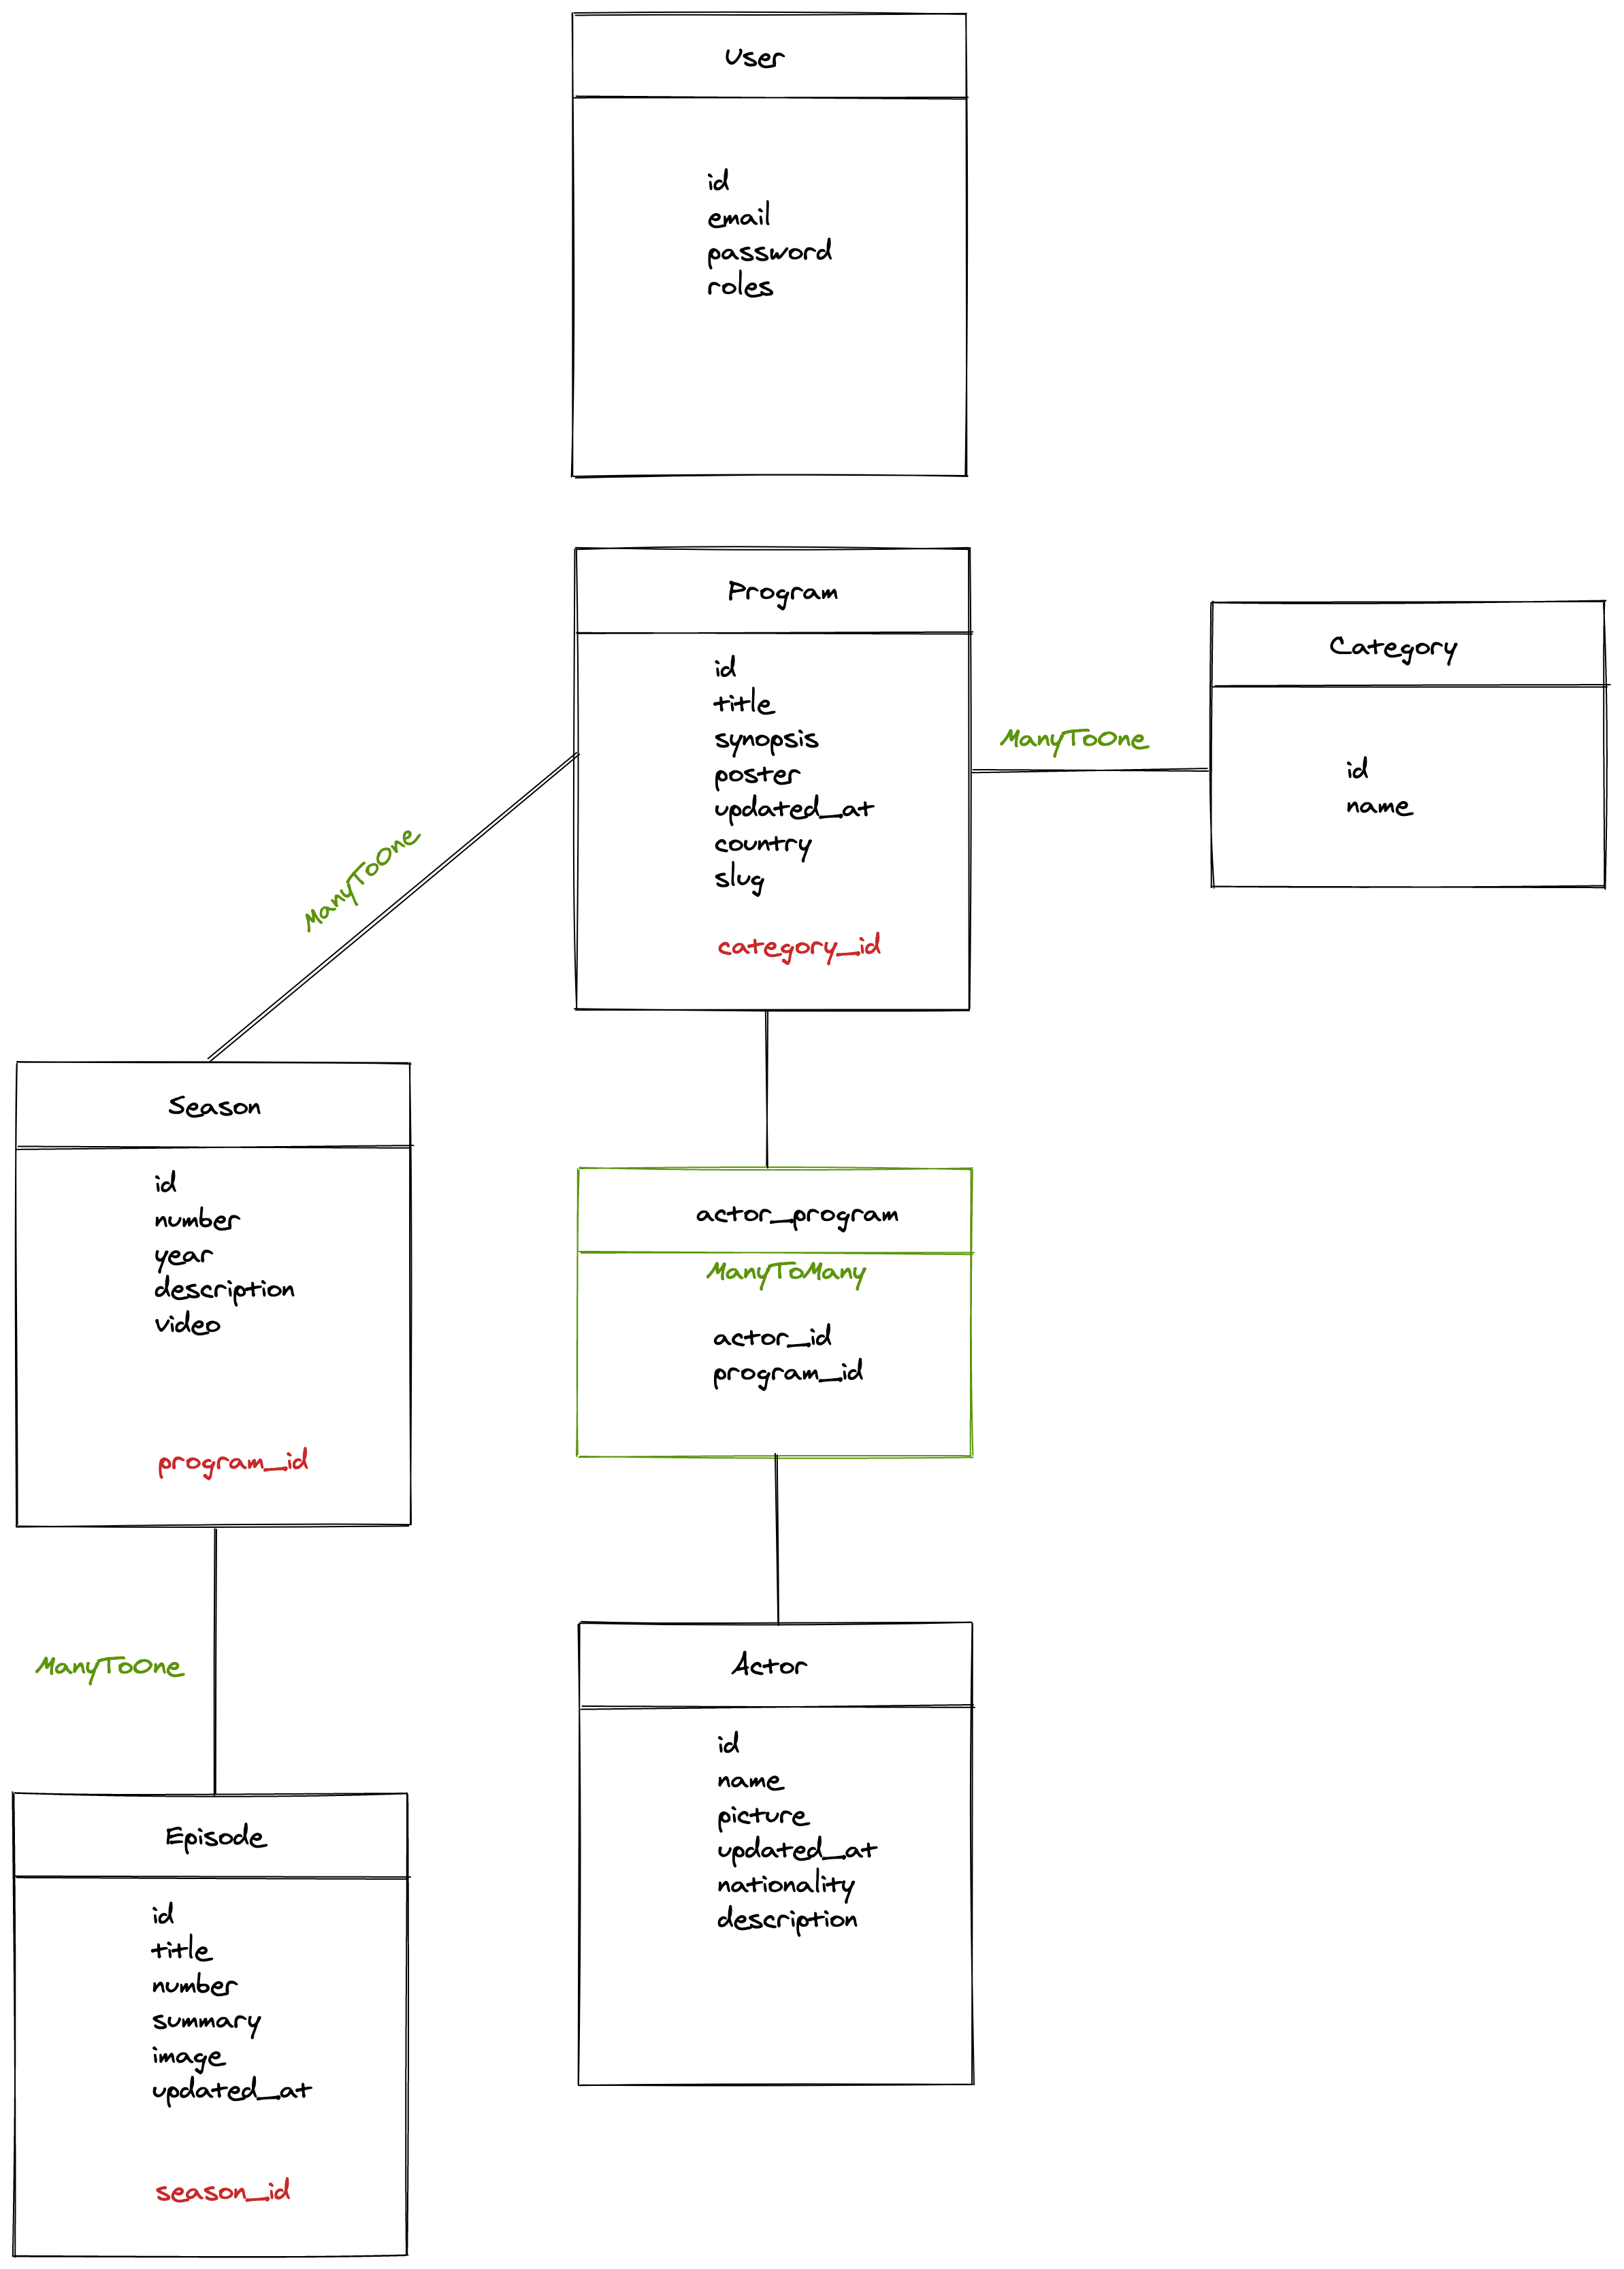 User
id
email
password
roles
Program
id
title
synopsis
poster
updated_at
country
slug
category_id
ManyToOne
Category
id
name
ManyToOne
Season
id
number
year
description
video
program_id
actor_program
ManyToMany
actor_id
program_id
ManyToOne
Actor
id
name
picture
updated_at
nationality
description
Episode
id
title
number
summary
image
updated_at
season_id